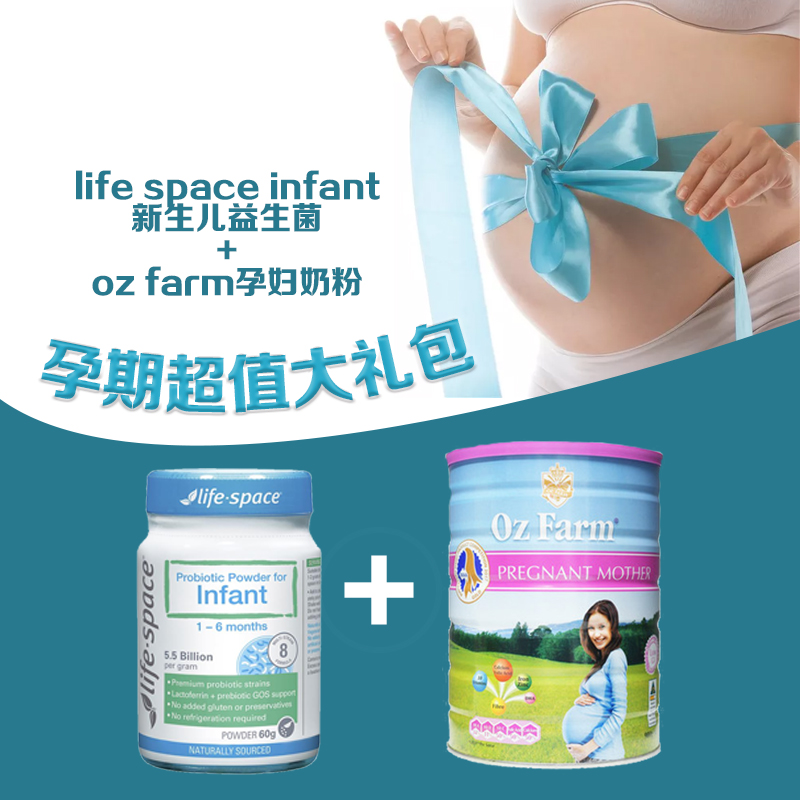 life space infant
新生儿益生菌
+
oz farm孕妇奶粉
孕期超值大礼包
life·space
life·space
Probiotic Powder for
Infant
1 – 6 months
5.5 Billion
per gram
8
• Premium probiotic strains
• Lactoferrin + prebiotic GOS support
• No added gluten or preservatives
• No refrigeration required
POWDER 60g
NATURALLY SOURCED
+
Oz Farm®
PREGNANT MOTHER
Fibre